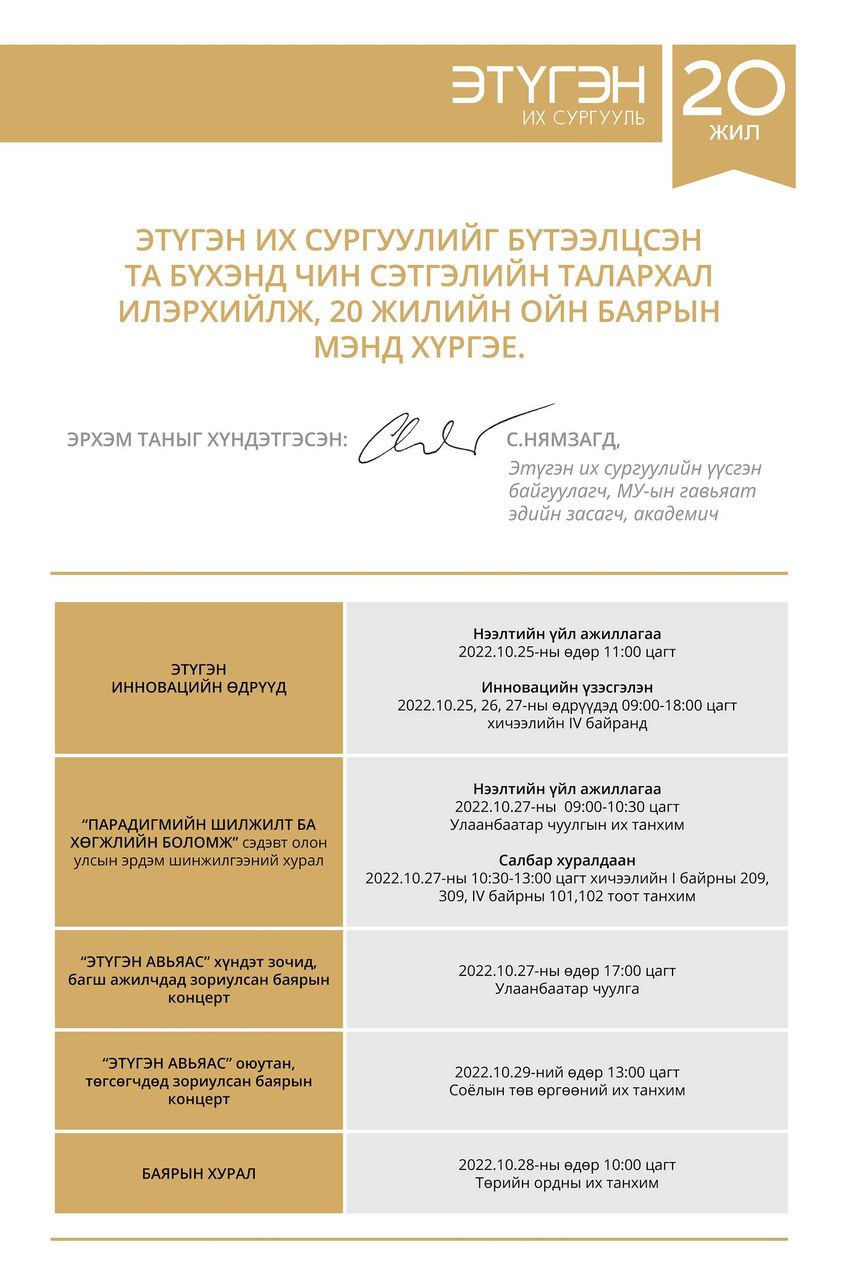 ЭТҮГЭН
ИХ СУРГУУЛЬ
20
ЖИЛ
ЭТҮГЭН ИХ СУРГУУЛИЙГ БҮТЭЭЛЦСЭН
ТА БҮХЭНД ЧИН СЭТГЭЛИЙН ТАЛАРХАЛ
ИЛЭРХИЙЛЖ, 20 ЖИЛИЙН ОЙН БАЯРЫН
МЭНД ХҮРГЭЕ.
ЭРХЭМ ТАНЫГ ХҮНДЭТГЭСЭН:
С.НЯМЗАГД,
Этүгэн их сургуулийн үүсгэн
байгуулагч, МУ-ын гавьяат
эдийн засагч, академич
ЭТҮГЭН
ИННОВАЦИЙН ӨДРҮҮД
Нээлтийн үйл ажиллагаа
2022.10.25-ны өдөр 11:00 цагт
Инновацийн үзэсгэлэн
2022.10.25, 26, 27-ны өдрүүдэд 09:00-18:00 цагт
хичээлийн IV байранд
“ПАРАДИГМИЙН ШИЛЖИЛТ БА
ХӨГЖЛИЙН БОЛОМЖ” сэдэвт олон
улсын эрдэм шинжилгээний хурал
Нээлтийн үйл ажиллагаа
2022.10.27-ны 09:00-10:30 цагт
Улаанбаатар чуулгын их танхим
Салбар хуралдаан
2022.10.27-ны 10:30-13:00 цагт хичээлийн I байрны 209,
309, IV байрны 101,102 тоот танхим
“ЭТҮГЭН АВЬЯАС” хүндэт зочид,
багш ажилчдад зориулсан баярын
концерт
2022.10.27-ны өдөр 17:00 цагт
Улаанбаатар чуулга
“ЭТҮГЭН АВЬЯАС” оюутан,
төгсөгчдөд зориулсан баярын
концерт
2022.10.29-ний өдөр 13:00 цагт
Соёлын төв өргөөний их танхим
БАЯРЫН ХУРАЛ
2022.10.28-ны өдөр 10:00 цагт
Төрийн ордны их танхим